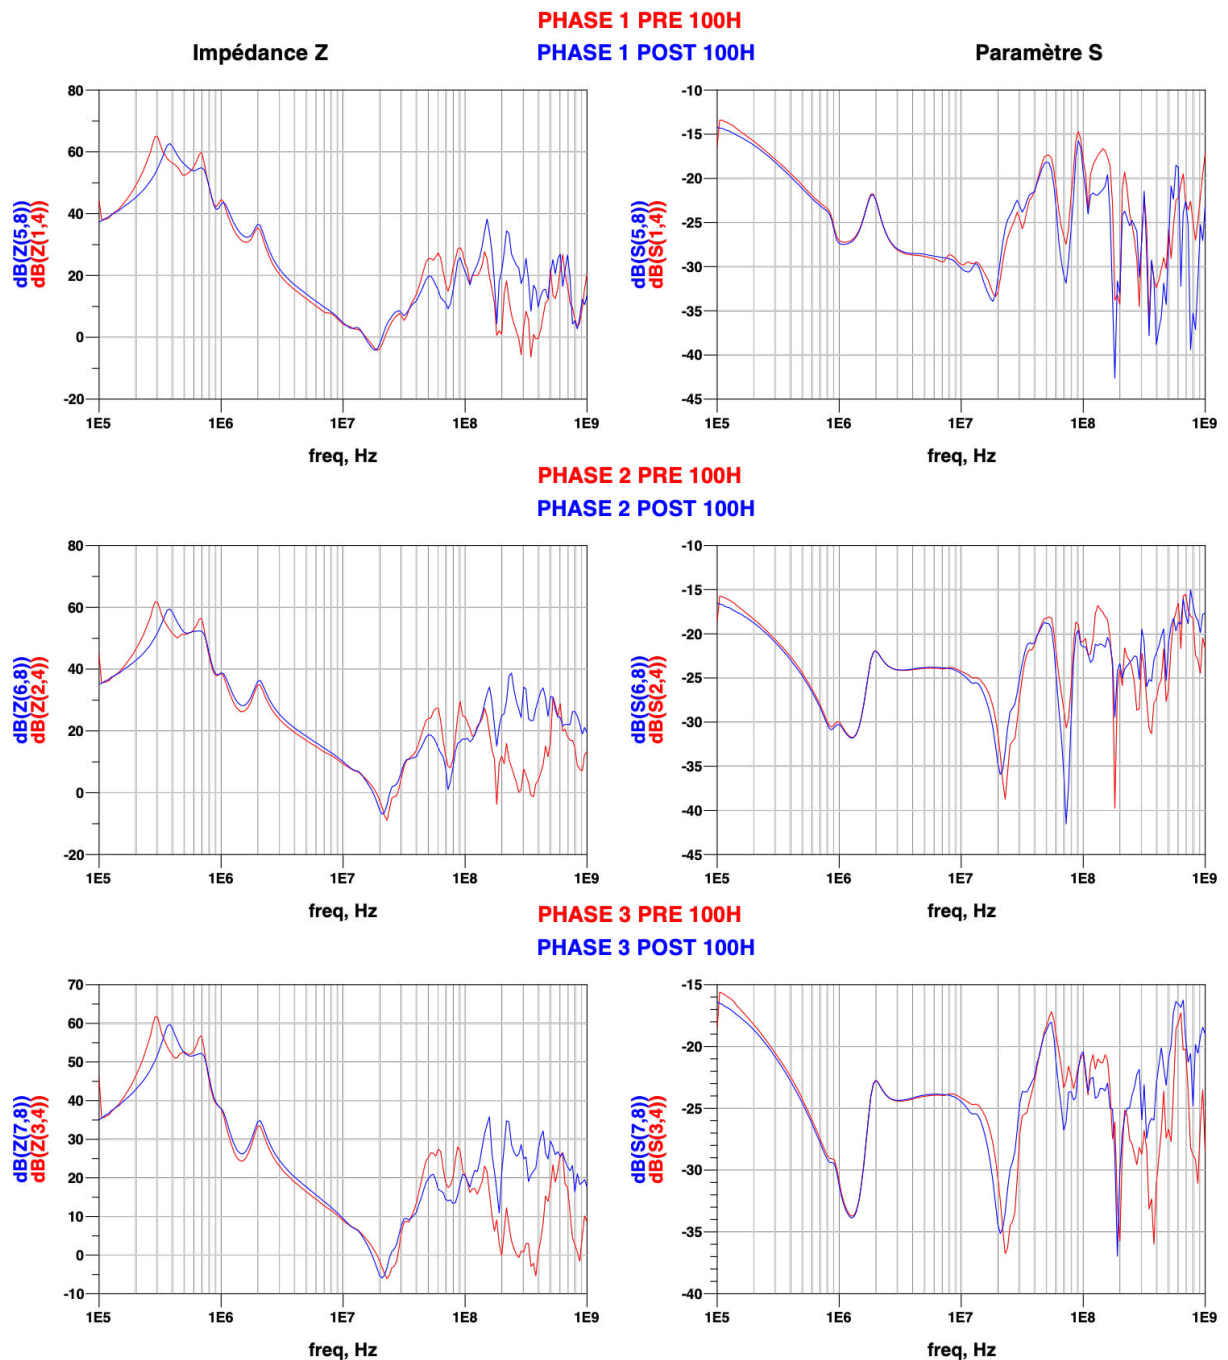 PHASE 1 PRE 100H
Impédance Z
PHASE 1 POST 100H
Paramètre S
80
60
40
20
0
-20
dB(Z(5,8))
dB(Z(1,4))
1E5 1E6 1E7 1E8 1E9
freq, Hz
-10
-15
-20
-25
-30
-35
-40
-45
dB(S(5,8))
dB(S(1,4))
1E5 1E6 1E7 1E8 1E9
freq, Hz
PHASE 2 PRE 100H
PHASE 2 POST 100H
80
60
40
20
0
-20
dB(Z(6,8))
dB(Z(2,4))
1E5 1E6 1E7 1E8 1E9
freq, Hz
-10
-15
-20
-25
-30
-35
-40
-45
dB(S(6,8))
dB(S(2,4))
1E5 1E6 1E7 1E8 1E9
freq, Hz
PHASE 3 PRE 100H
PHASE 3 POST 100H
70
60
50
40
30
20
10
0
-10
dB(Z(7,8))
dB(Z(3,4))
1E5 1E6 1E7 1E8 1E9
freq, Hz
-15
-20
-25
-30
-35
-40
dB(S(7,8))
dB(S(3,4))
1E5 1E6 1E7 1E8 1E9
freq, Hz